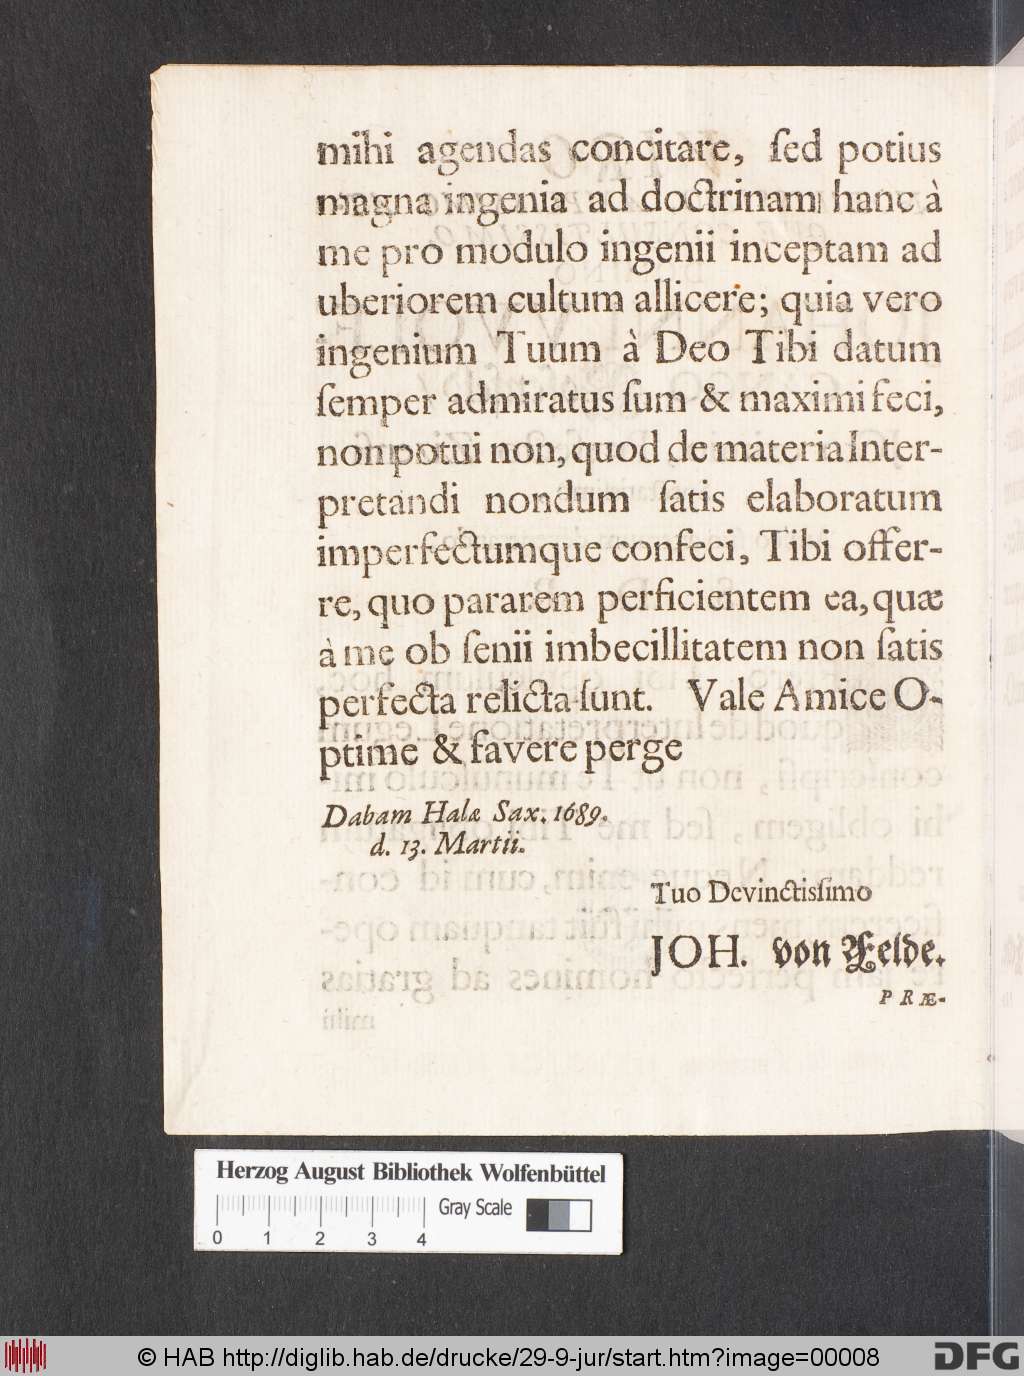 mihi agendas concitare, ſed potius
magna ingenia ad doctrinam hanc à
me pro modulo ingenii inceptam ad
uberiorem cultum allicere; quia vero
ingenium Tuum à Deo Tibi datum
ſemper admiratus ſum & maximi feci,
non potui non, quod de materia Inter-
pretandi nondum ſatis elaboratum
imperfectumque confeci, Tibi offer-
re, quo pararem perficientem ea, quæ
à me ob ſenii imbecillitatem non ſatis
perfecta relicta ſunt. Vale Amice O-
ptime & favere perge
Dabam Halæ Sax. 1689.
d. 13. Martii.
Tuo Devinctisſimo
JOH. von Felde.
PRÆ-
Herzog August Bibliothek Wolfenbüttel
Gray Scale
0 1 2 3 4
© HAB http://diglib.hab.de/drucke/29-9-jur/start.htm?image=00008
DFG